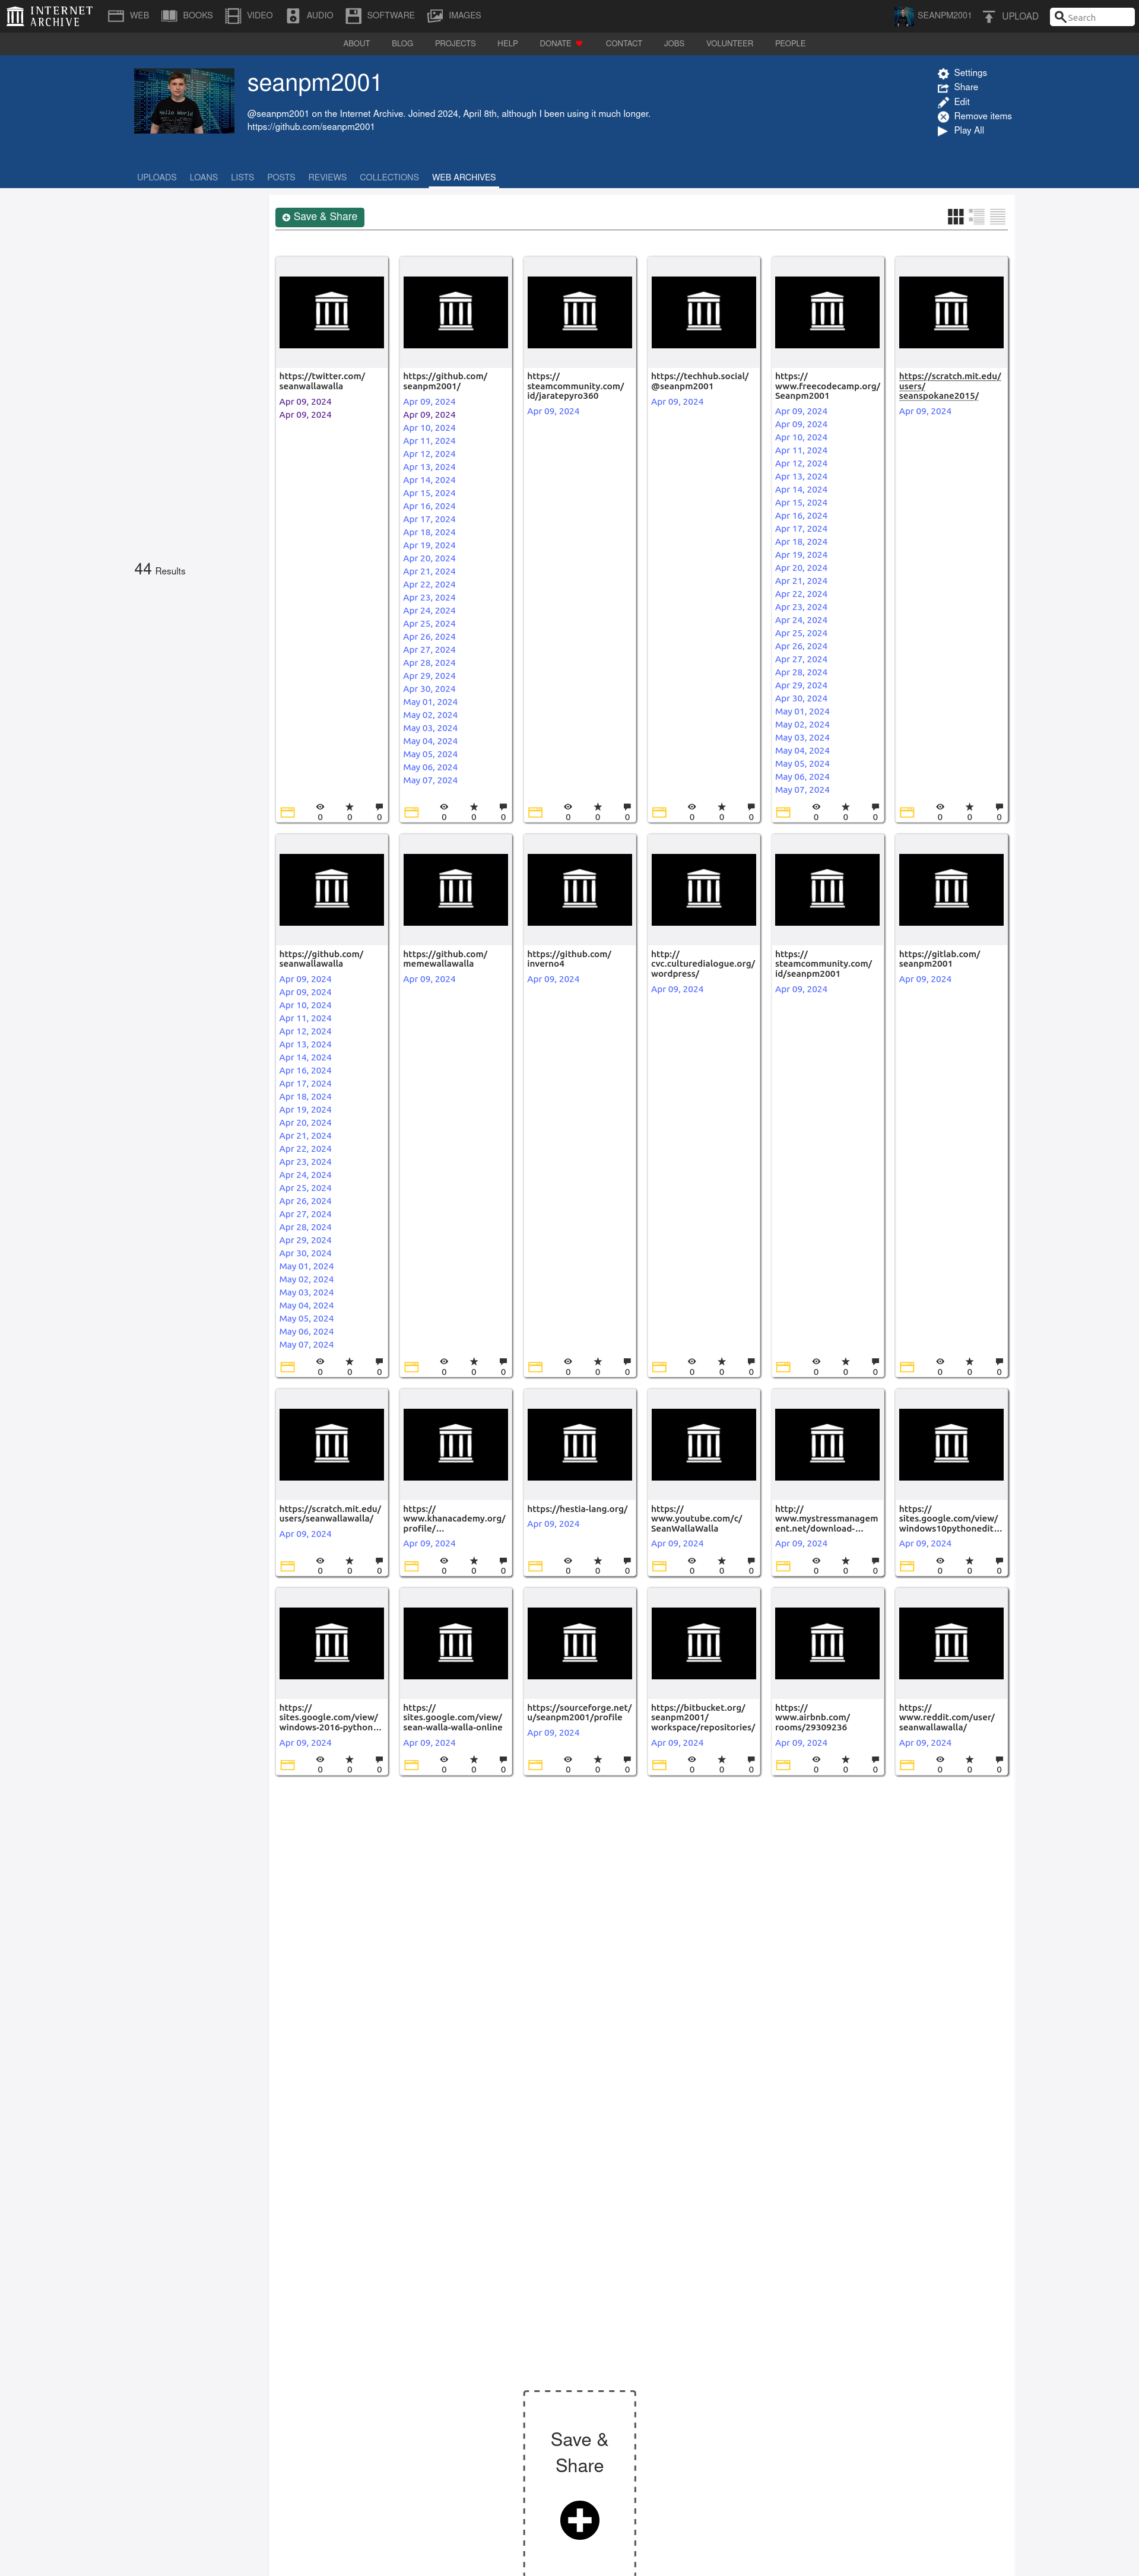 INTERNET
ARCHIVE
WEB
BOOKS
VIDEO
AUDIO
SOFTWARE
IMAGES
SEANPM2001
UPLOAD
Search
ABOUT
BLOG
PROJECTS
HELP
DONATE
CONTACT
JOBS
VOLUNTEER
PEOPLE
Hello World
seanpm2001
@seanpm2001 on the Internet Archive. Joined 2024, April 8th, although I been using it much longer.
https://github.com/seanpm2001
Settings
Share
Edit
Remove items
Play All
UPLOADS
LOANS
LISTS
POSTS
REVIEWS
COLLECTIONS
WEB ARCHIVES
44 Results
Save & Share
https://twitter.com/
seanwallawalla
Apr 09, 2024
Apr 09, 2024
0 0 0
https://github.com/
seanpm2001/
Apr 09, 2024
Apr 09, 2024
Apr 10, 2024
Apr 11, 2024
Apr 12, 2024
Apr 13, 2024
Apr 14, 2024
Apr 15, 2024
Apr 16, 2024
Apr 17, 2024
Apr 18, 2024
Apr 19, 2024
Apr 20, 2024
Apr 21, 2024
Apr 22, 2024
Apr 23, 2024
Apr 24, 2024
Apr 25, 2024
Apr 26, 2024
Apr 27, 2024
Apr 28, 2024
Apr 29, 2024
Apr 30, 2024
May 01, 2024
May 02, 2024
May 03, 2024
May 04, 2024
May 05, 2024
May 06, 2024
May 07, 2024
0 0 0
https://
steamcommunity.com/
id/jaratepyro360
Apr 09, 2024
0 0 0
https://techhub.social/
@seanpm2001
Apr 09, 2024
0 0 0
https://
www.freecodecamp.org/
Seanpm2001
Apr 09, 2024
Apr 09, 2024
Apr 10, 2024
Apr 11, 2024
Apr 12, 2024
Apr 13, 2024
Apr 14, 2024
Apr 15, 2024
Apr 16, 2024
Apr 17, 2024
Apr 18, 2024
Apr 19, 2024
Apr 20, 2024
Apr 21, 2024
Apr 22, 2024
Apr 23, 2024
Apr 24, 2024
Apr 25, 2024
Apr 26, 2024
Apr 27, 2024
Apr 28, 2024
Apr 29, 2024
Apr 30, 2024
May 01, 2024
May 02, 2024
May 03, 2024
May 04, 2024
May 05, 2024
May 06, 2024
May 07, 2024
0 0 0
https://scratch.mit.edu/
users/
seanspokane2015/
Apr 09, 2024
0 0 0
https://github.com/
seanwallawalla
Apr 09, 2024
Apr 09, 2024
Apr 10, 2024
Apr 11, 2024
Apr 12, 2024
Apr 13, 2024
Apr 14, 2024
Apr 16, 2024
Apr 17, 2024
Apr 18, 2024
Apr 19, 2024
Apr 20, 2024
Apr 21, 2024
Apr 22, 2024
Apr 23, 2024
Apr 24, 2024
Apr 25, 2024
Apr 26, 2024
Apr 27, 2024
Apr 28, 2024
Apr 29, 2024
Apr 30, 2024
May 01, 2024
May 02, 2024
May 03, 2024
May 04, 2024
May 05, 2024
May 06, 2024
May 07, 2024
0 0 0
https://github.com/
memewallawalla
Apr 09, 2024
0 0 0
https://github.com/
inverno4
Apr 09, 2024
0 0 0
http://
cvc.culturedialogue.org/
wordpress/
Apr 09, 2024
0 0 0
https://
steamcommunity.com/
id/seanpm2001
Apr 09, 2024
0 0 0
https://gitlab.com/
seanpm2001
Apr 09, 2024
0 0 0
https://scratch.mit.edu/
users/seanwallawalla/
Apr 09, 2024
0 0 0
https://
www.khanacademy.org/
profile/...
Apr 09, 2024
0 0 0
https://hestia-lang.org/
Apr 09, 2024
0 0 0
https://
www.youtube.com/c/
SeanWallaWalla
Apr 09, 2024
0 0 0
http://
www.mystressmanagem
ent.net/download-...
Apr 09, 2024
0 0 0
https://
sites.google.com/view/
windows10pythonedit...
Apr 09, 2024
0 0 0
https://
sites.google.com/view/
windows-2016-python...
Apr 09, 2024
0 0 0
https://
sites.google.com/view/
sean-walla-walla-online
Apr 09, 2024
0 0 0
https://sourceforge.net/
u/seanpm2001/profile
Apr 09, 2024
0 0 0
https://bitbucket.org/
seanpm2001/
workspace/repositories/
Apr 09, 2024
0 0 0
https://
www.airbnb.com/
rooms/29309236
Apr 09, 2024
0 0 0
https://
www.reddit.com/user/
seanwallawalla/
Apr 09, 2024
0 0 0
Save &
Share